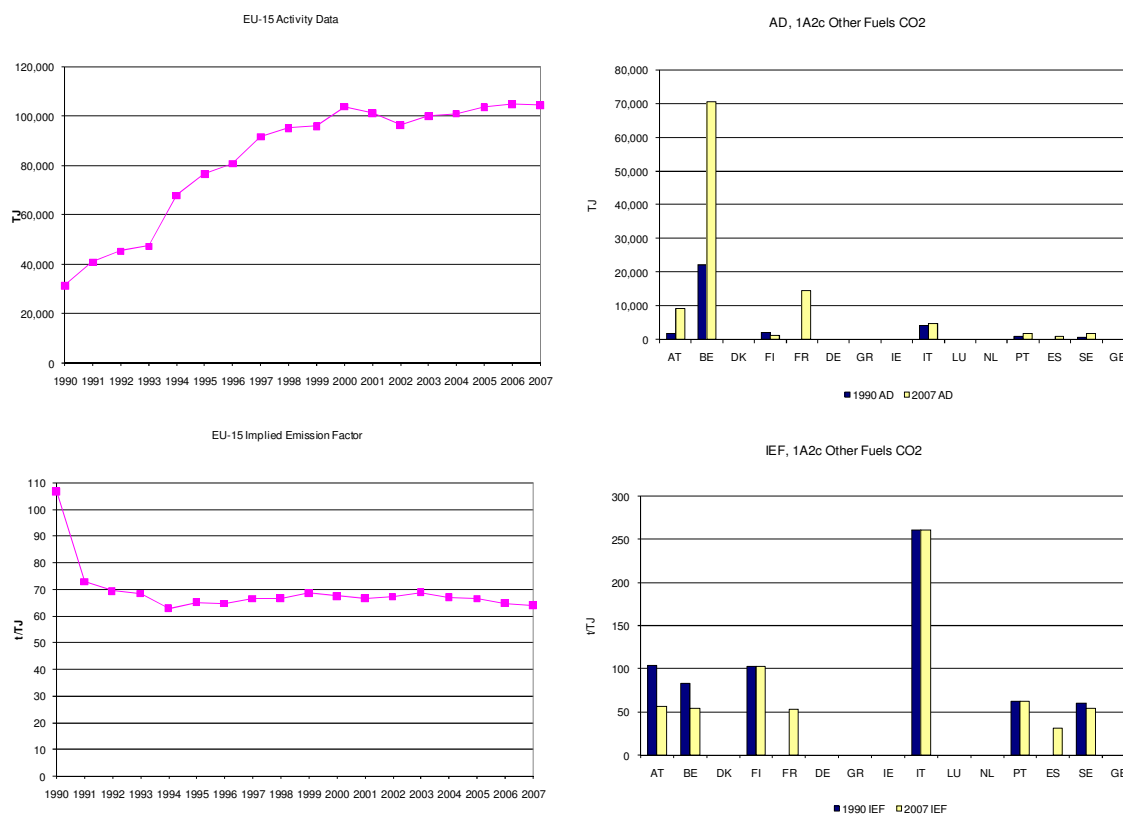 EU-15 Activity Data
120,000
100,000
80,000
60,000
40,000
20,000
0
TJ
1990 1991 1992 1993 1994 1995 1996 1997 1998 1999 2000 2001 2002 2003 2004 2005 2006 2007
AD, 1A2c Other Fuels CO2
80,000
70,000
60,000
50,000
40,000
30,000
20,000
10,000
0
TJ
AT BE DK FI FR DE GR IE IT LU NL PT ES SE GE
1990 AD 2007 AD
EU-15 Implied Emission Factor
110
100
90
80
70
60
50
40
30
20
10
0
t/TJ
1990 1991 1992 1993 1994 1995 1996 1997 1998 1999 2000 2001 2002 2003 2004 2005 2006 2007
IEF, 1A2c Other Fuels CO2
300
250
200
150
100
50
0
t/TJ
AT BE DK FI FR DE GR IE IT LU NL PT ES SE GE
1990 IEF 2007 IEF